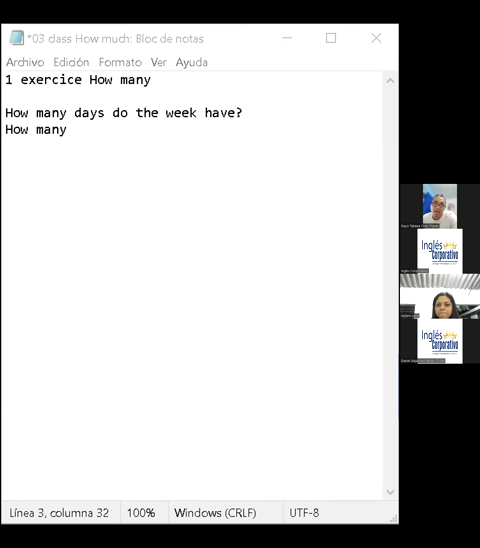 *03 class How much: Bloc de notas
Archivo Edición Formato Ver Ayuda
1 exercice How many
How many days do the week have?
How many
Línea 3, columna 32 100% Windows (CRLF) UTF-8
Inglés
Corporativo
Inglés
Corporativo